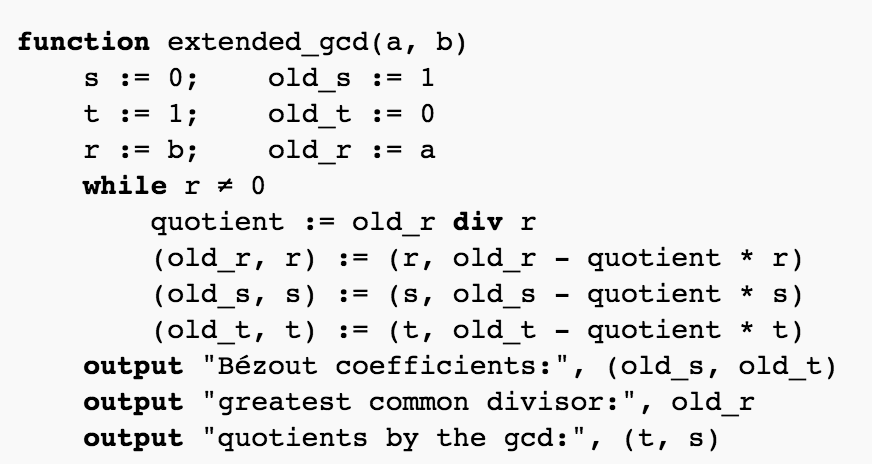 function extended_gcd(a, b)
    s := 0;    old_s := 1
    t := 1;    old_t := 0
    r := b;    old_r := a
    while r ≠ 0
        quotient := old_r div r
        (old_r, r) := (r, old_r - quotient * r)
        (old_s, s) := (s, old_s - quotient * s)
        (old_t, t) := (t, old_t - quotient * t)
    output "Bézout coefficients:", (old_s, old_t)
    output "greatest common divisor:", old_r
    output "quotients by the gcd:", (t, s)